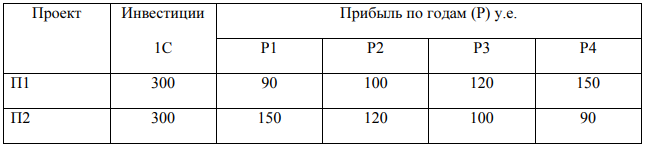 Проект Инвестиции Прибыль по годам (Р) у.е.
1С Р1 Р2 Р3 Р4
П1 300 90 100 120 150
П2 300 150 120 100 90